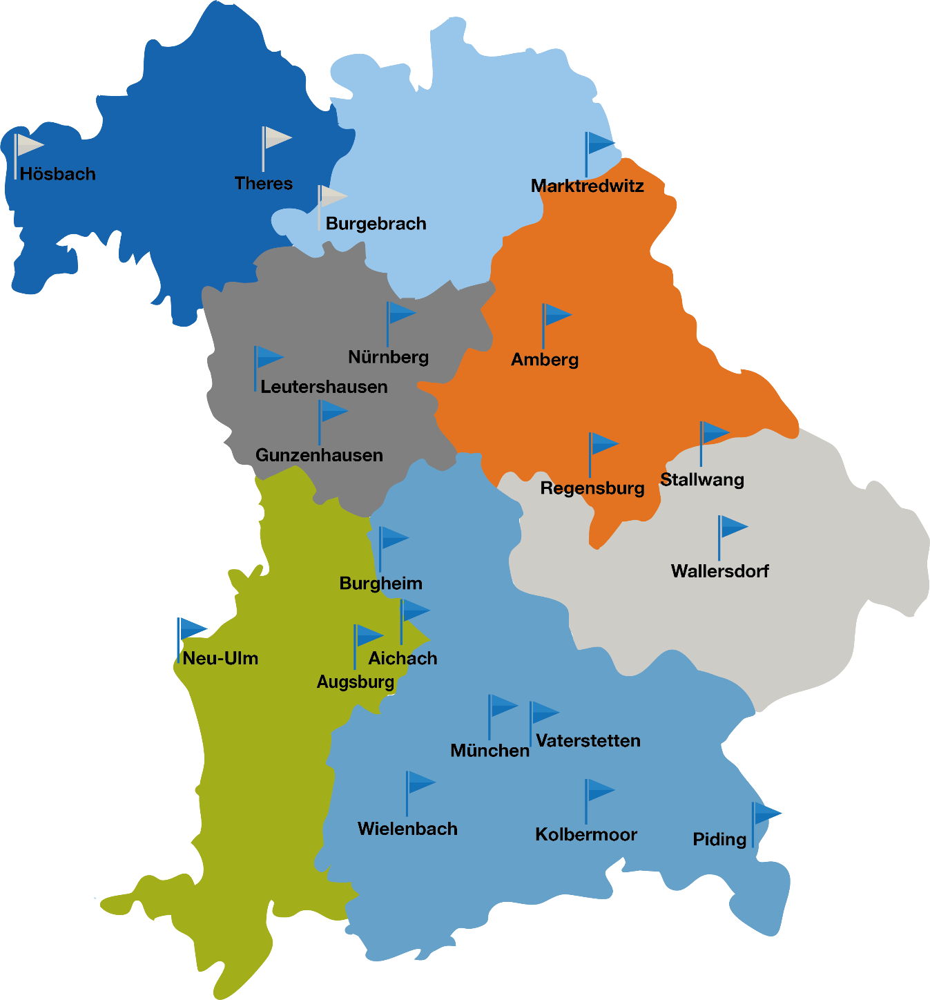 Hösbach
Theres
Marktredwitz
Burgebrach
Nürnberg
Amberg
Leutershausen
Gunzenhausen
Stallwang
Regensburg
Wallersdorf
Burgheim
Neu-Ulm
Aichach
Augsburg
Vaterstetten
München
Wielenbach
Kolbermoor
Piding